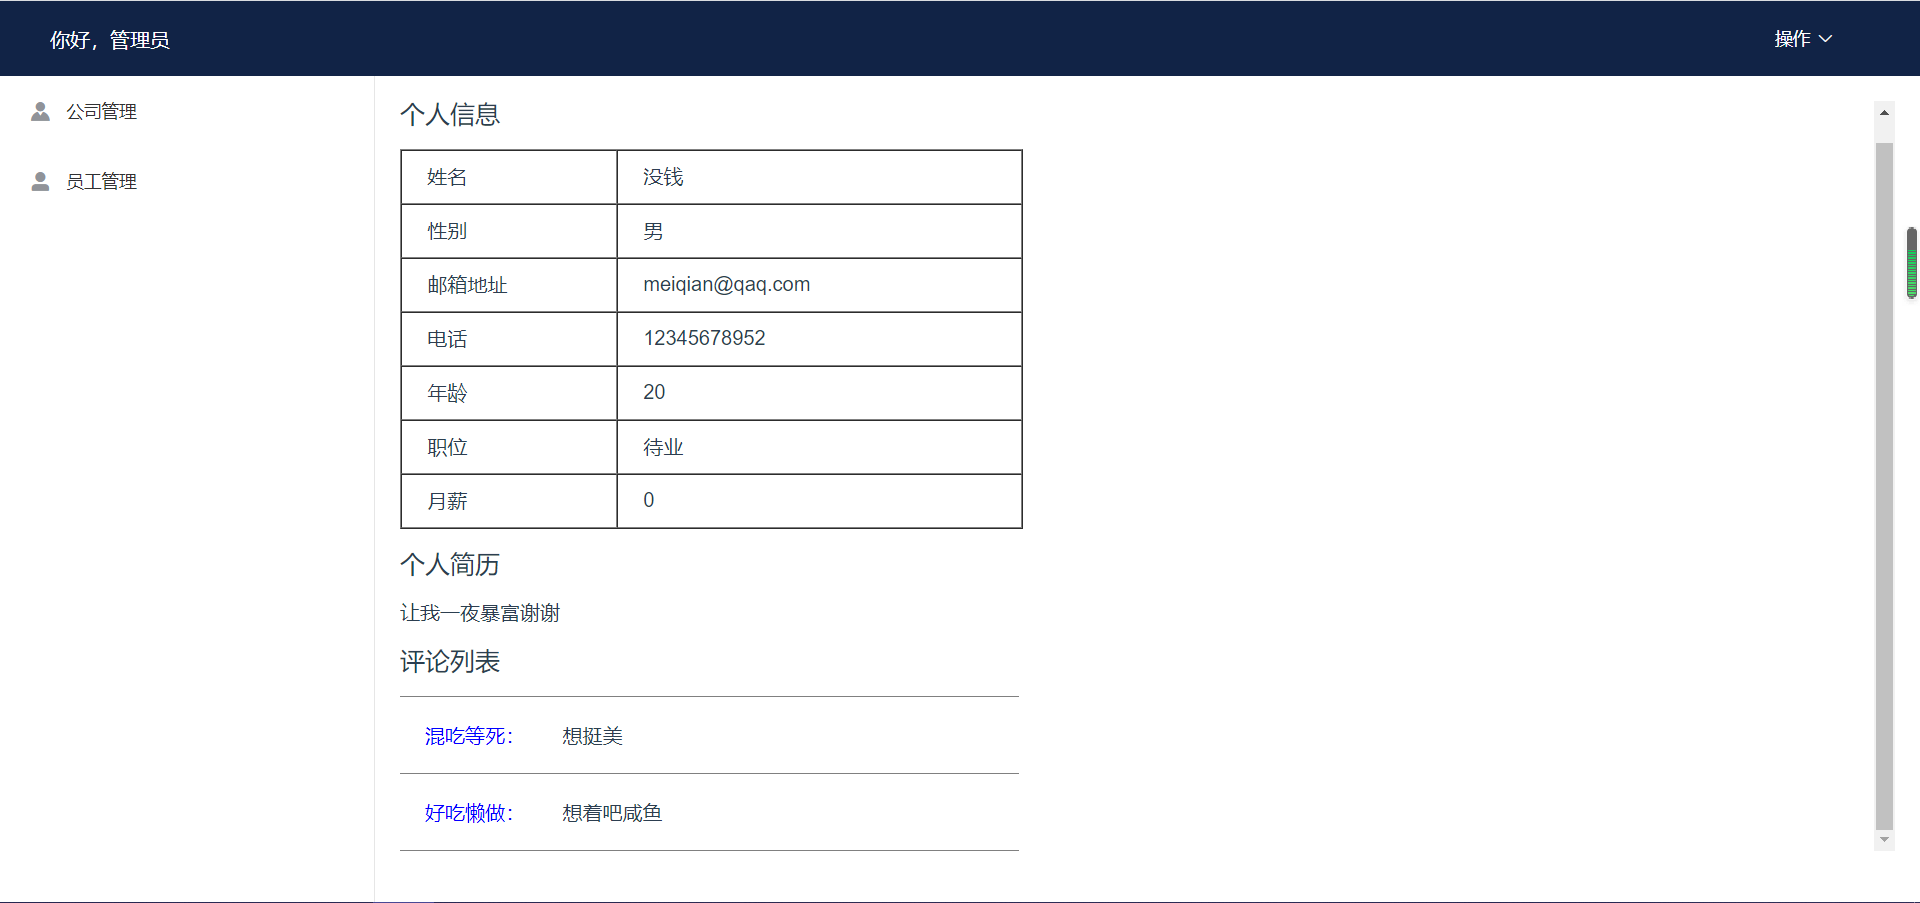 你好，管理员
操作
公司管理
员工管理
个人信息
姓名 没钱
性别 男
邮箱地址 meiqian@qaq.com
电话 12345678952
年龄 20
职位 待业
月薪 0
个人简历
让我一夜暴富谢谢
评论列表
混吃等死： 想挺美
好吃懒做： 想着吧咸鱼